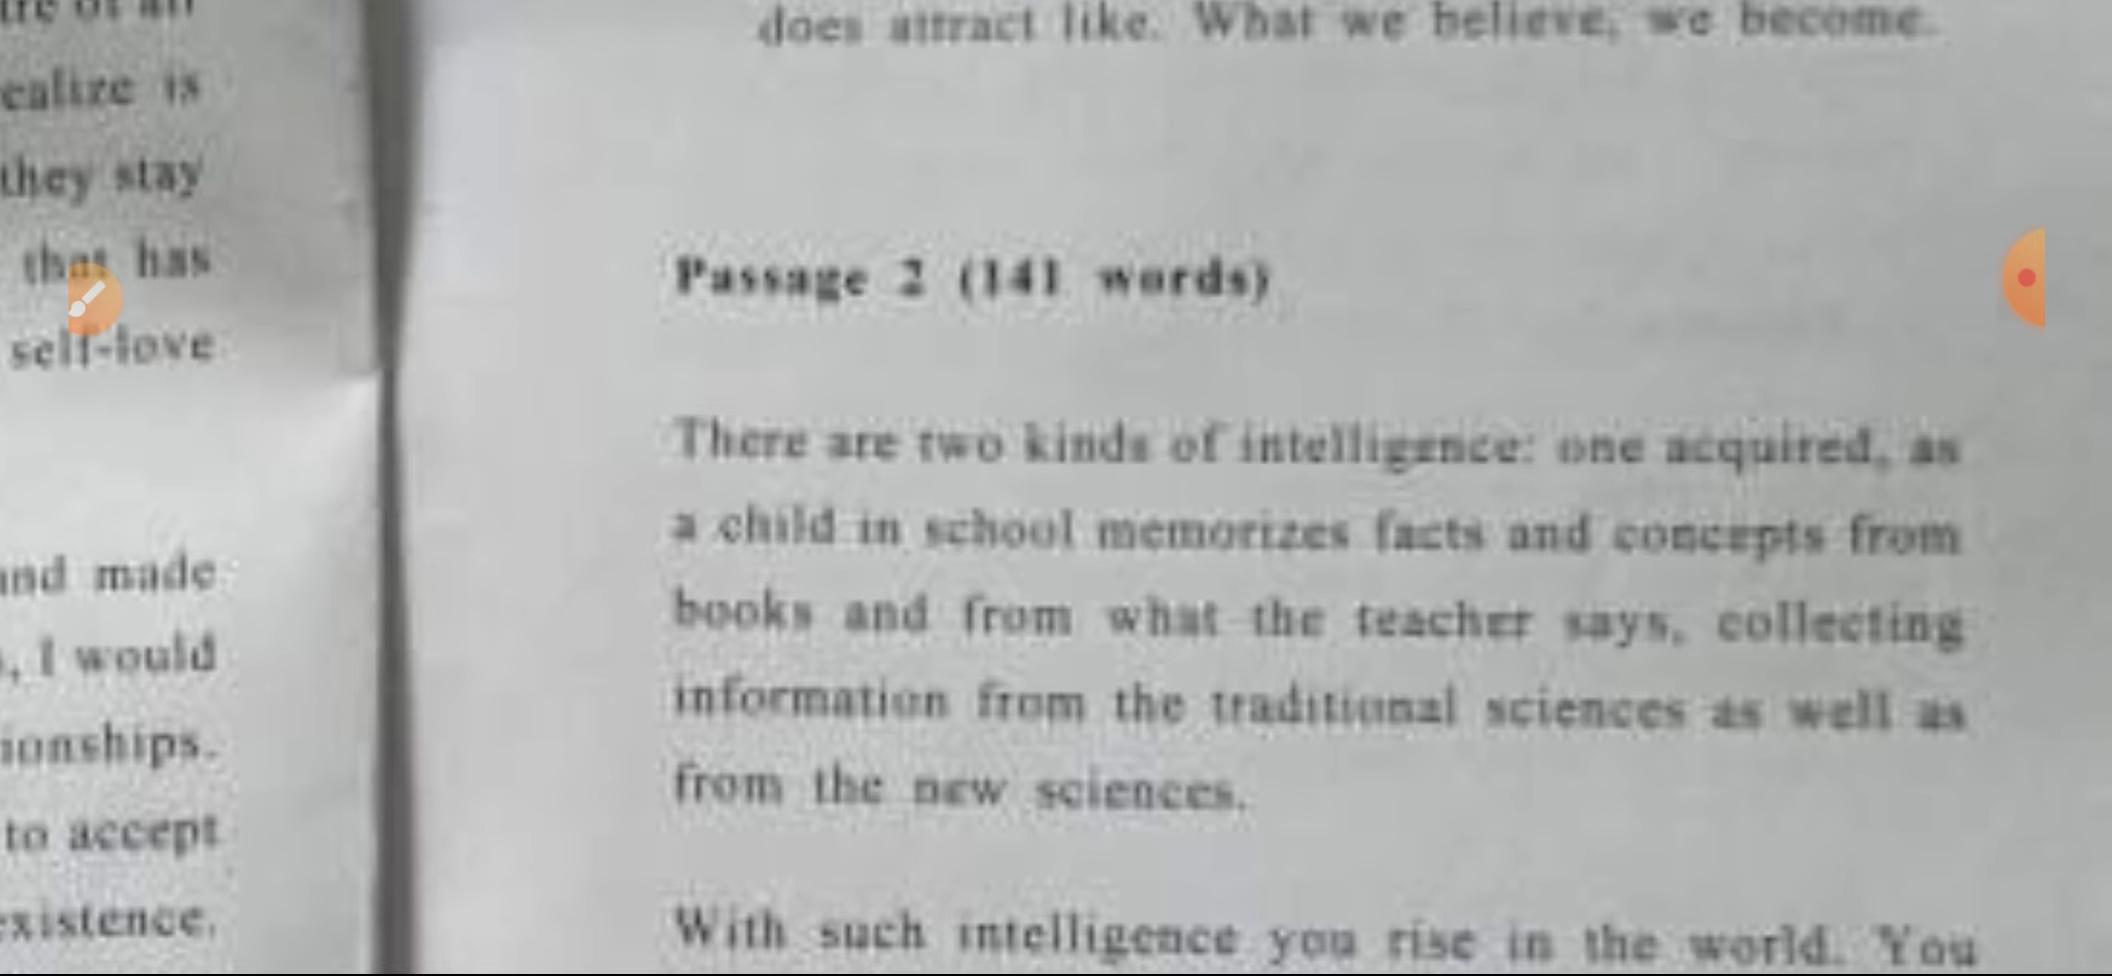 ealize is
they stay
that has
self-love
and made
, I would
ionships.
to accept
existence.
does attract like. What we believe, we become.
Passage 2 (141 words)
There are two kinds of intelligence: one acquired, as
a child in school memorizes facts and concepts from
books and from what the teacher says, collecting
information from the traditional sciences as well as
from the new sciences.
With such intelligence you rise in the world. You